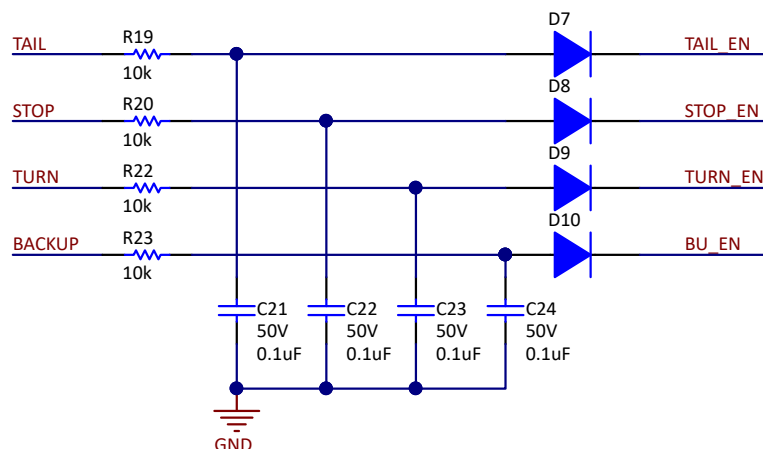 D7
TAIL
R19
TAIL_EN
10k
D8
STOP
R20
STOP_EN
10k
D9
TURN
R22
TURN_EN
10k
D10
BACKUP
R23
BU_EN
10k
C21
C22
C23
C24
50V
50V
50V
50V
0.1uF
0.1uF
0.1uF
0.1uF
GND